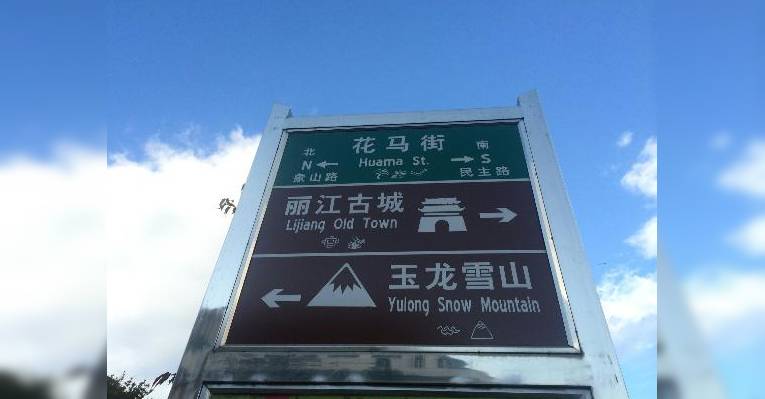 北 花马街 南
N Huama St. S
象山路 民主路
丽江古城
Lijiang Old Town
玉龙雪山
Yulong Snow Mountain